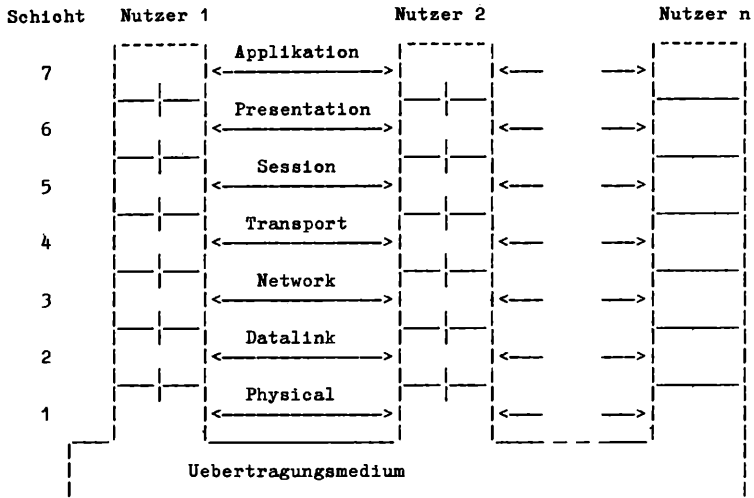 Schicht Nutzer 1 Nutzer 2 Nutzer n
Applikation
7
Presentation
6
Session
5
Transport
4
Network
3
Datalink
2
Physical
1
Uebertragungsmedium